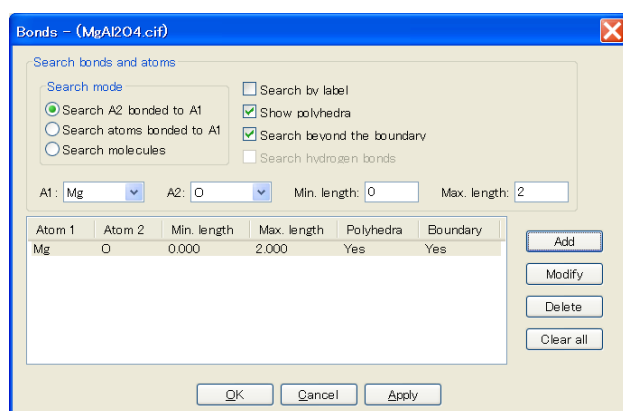 Bonds - (MgAl2O4.cif)
Search bonds and atoms
Search mode
Search A2 bonded to A1
Search atoms bonded to A1
Search molecules
Search by label
Show polyhedra
Search beyond the boundary
Search hydrogen bonds
A1: Mg A2: O Min. length: 0 Max. length: 2
Atom 1 Atom 2 Min. length Max. length Polyhedra Boundary
Mg O 0.000 2.000 Yes Yes
Add
Modify
Delete
Clear all
OK Cancel Apply